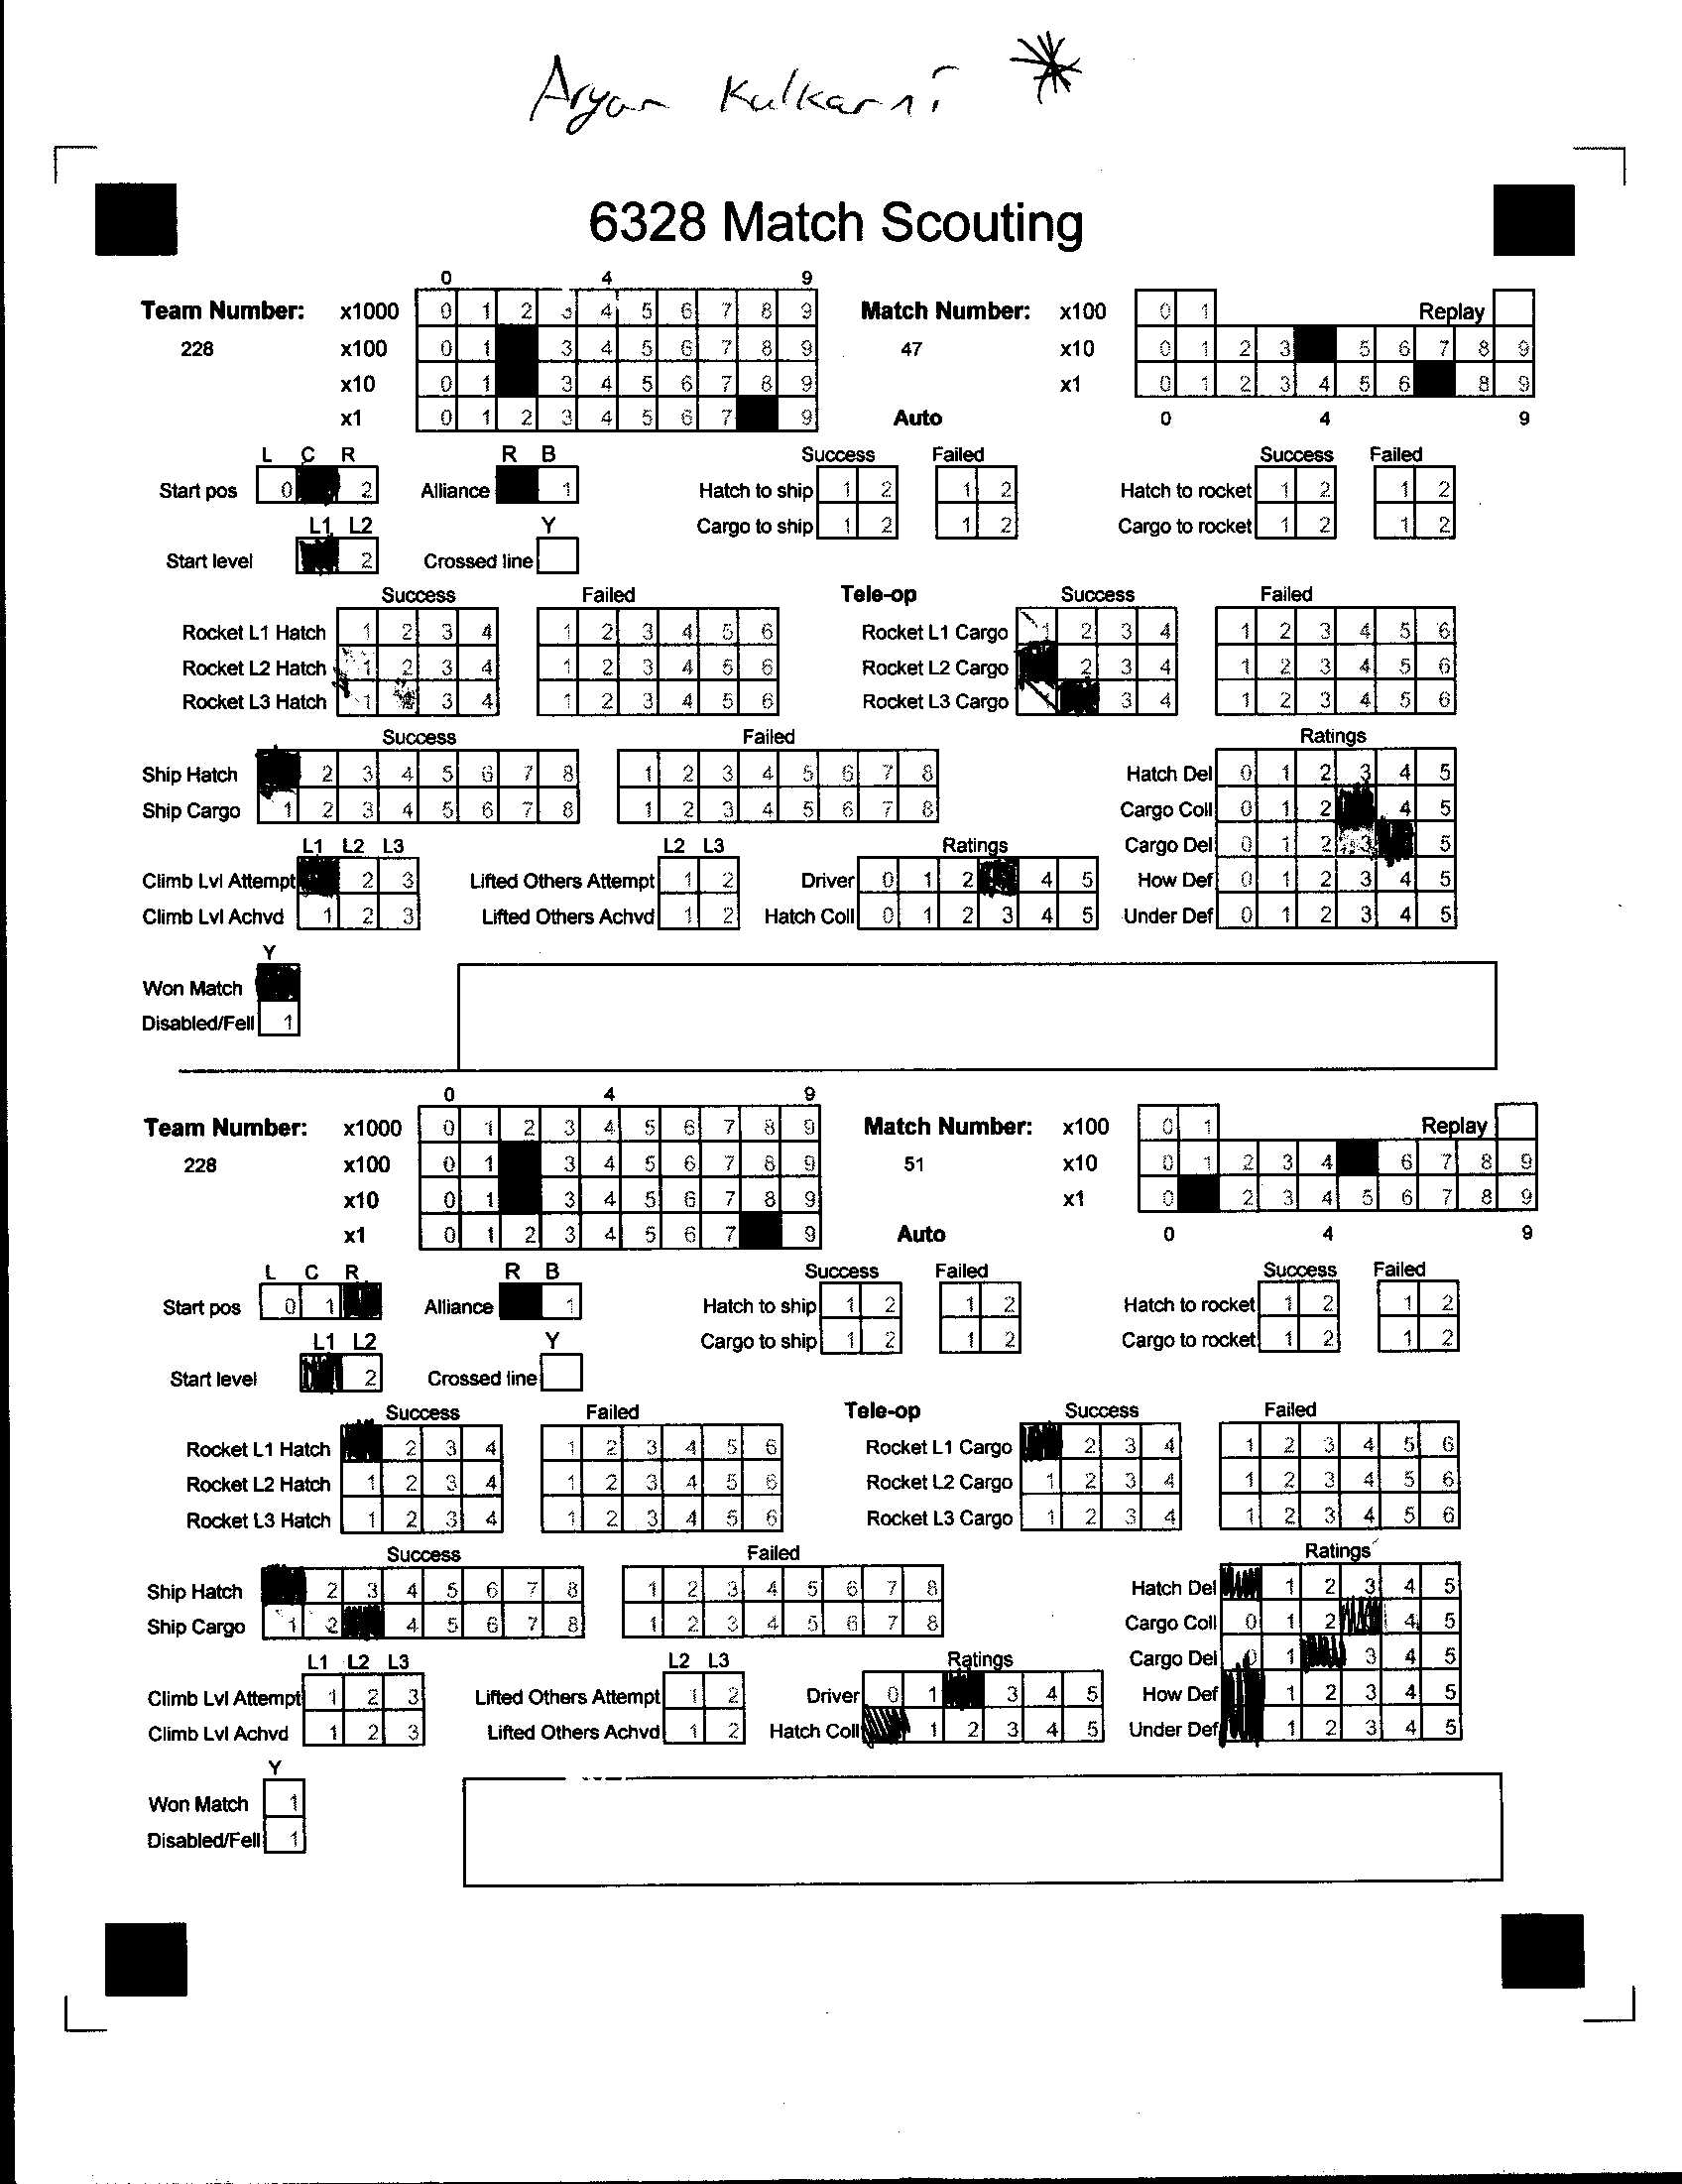 Aryan Kulkarni
6328 Match Scouting
0 4 9
Team Number: x1000 0 1 2 3 4 5 6 7 8 9 Match Number: x100 0 1 Replay
228 x100 0 1 3 4 5 6 7 8 9 47 x10 0 1 2 3 5 6 7 8 9
x10 0 1 3 4 5 6 7 8 9 x1 0 1 2 3 4 5 6 8 9
x1 0 1 2 3 4 5 6 7 9 Auto 0 4 9
L C R R B Success Failed Success Failed
Start pos 0 2 Alliance 1 Hatch to ship 1 2 1 2 Hatch to rocket 1 2 1 2
L1 L2 Y Cargo to ship 1 2 1 2 Cargo to rocket 1 2 1 2
Start level 2 Crossed line
Success Failed Tele-op Success Failed
Rocket L1 Hatch 1 2 3 4 1 2 3 4 5 6 Rocket L1 Cargo 1 2 3 4 1 2 3 4 5 6
Rocket L2 Hatch 1 2 3 4 1 2 3 4 5 6 Rocket L2 Cargo 2 3 4 1 2 3 4 5 6
Rocket L3 Hatch 1 3 4 1 2 3 4 5 6 Rocket L3 Cargo 3 4 1 2 3 4 5 6
Success Failed Ratings
Ship Hatch 2 3 4 5 6 7 8 1 2 3 4 5 6 7 8 Hatch Del 0 1 2 3 4 5
Ship Cargo 1 2 3 4 5 6 7 8 1 2 3 4 5 6 7 8 Cargo Coll 0 1 2 4 5
L1 L2 L3 L2 L3 Ratings Cargo Del 0 1 2 3 5
Climb Lvl Attempt 2 3 Lifted Others Attempt 1 2 Driver 0 1 2 4 5 How Def 0 1 2 3 4 5
Climb Lvl Achvd 1 2 3 Lifted Others Achvd 1 2 Hatch Coll 0 1 2 3 4 5 Under Def 0 1 2 3 4 5
Y
Won Match
Disabled/Fell 1
0 4 9
Team Number: x1000 0 1 2 3 4 5 6 7 8 9 Match Number: x100 0 1 Replay
228 x100 0 1 3 4 5 6 7 8 9 51 x10 0 1 2 3 4 6 7 8 9
x10 0 1 3 4 5 6 7 8 9 x1 0 2 3 4 5 6 7 8 9
x1 0 1 2 3 4 5 6 7 9 Auto 0 4 9
L C R R B Success Failed Success Failed
Start pos 0 1 Alliance 1 Hatch to ship 1 2 1 2 Hatch to rocket 1 2 1 2
L1 L2 Y Cargo to ship 1 2 1 2 Cargo to rocket 1 2 1 2
Start level 2 Crossed line
Success Failed Tele-op Success Failed
Rocket L1 Hatch 2 3 4 1 2 3 4 5 6 Rocket L1 Cargo 2 3 4 1 2 3 4 5 6
Rocket L2 Hatch 1 2 3 4 1 2 3 4 5 6 Rocket L2 Cargo 1 2 3 4 1 2 3 4 5 6
Rocket L3 Hatch 1 2 3 4 1 2 3 4 5 6 Rocket L3 Cargo 1 2 3 4 1 2 3 4 5 6
Success Failed Ratings
Ship Hatch 2 3 4 5 6 7 8 1 2 3 4 5 6 7 8 Hatch Del 1 2 3 4 5
Ship Cargo 1 2 4 5 6 7 8 1 2 3 4 5 6 7 8 Cargo Coll 0 1 2 4 5
L1 L2 L3 L2 L3 Ratings Cargo Del 0 1 3 4 5
Climb Lvl Attempt 1 2 3 Lifted Others Attempt 1 2 Driver 0 1 3 4 5 How Def 1 2 3 4 5
Climb Lvl Achvd 1 2 3 Lifted Others Achvd 1 2 Hatch Coll 1 2 3 4 5 Under Def 1 2 3 4 5
Y
Won Match 1
Disabled/Fell 1